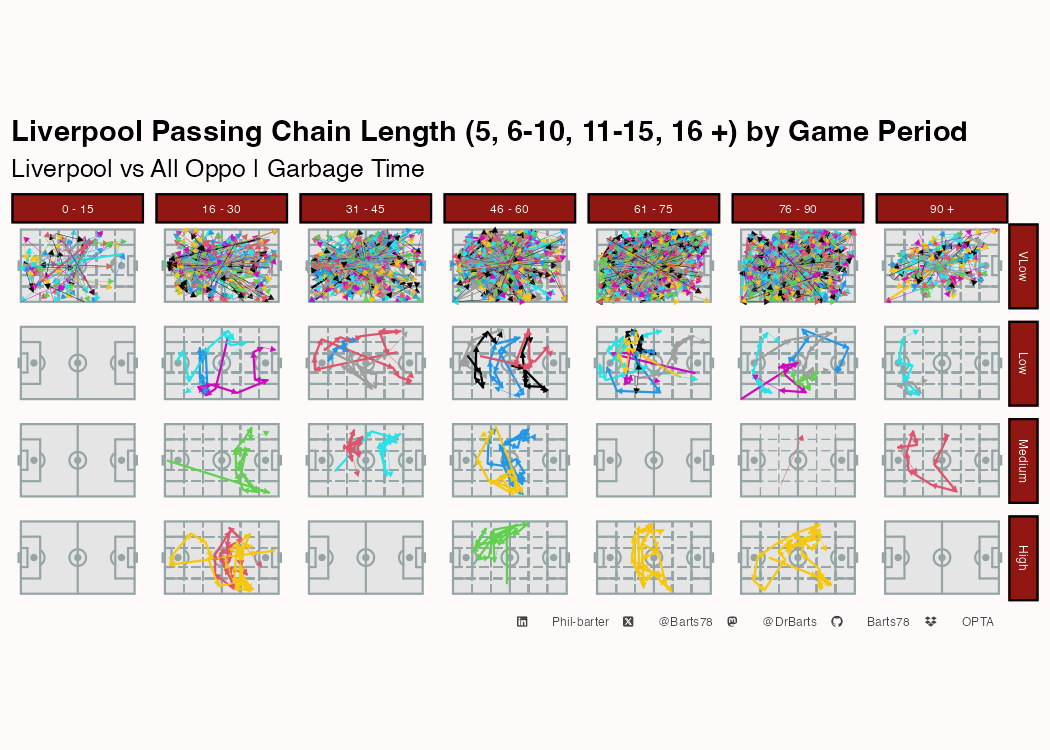 Liverpool Passing Chain Length (5, 6-10, 11-15, 16 +) by Game Period
Liverpool vs All Oppo I Garbage Time
0 - 15
16 - 30
31 - 45
46 - 60
61 - 75
76 - 90
90 +
VLow
Low
Medium
High
Phil-barter @Barts78 @DrBarts Barts78 OPTA